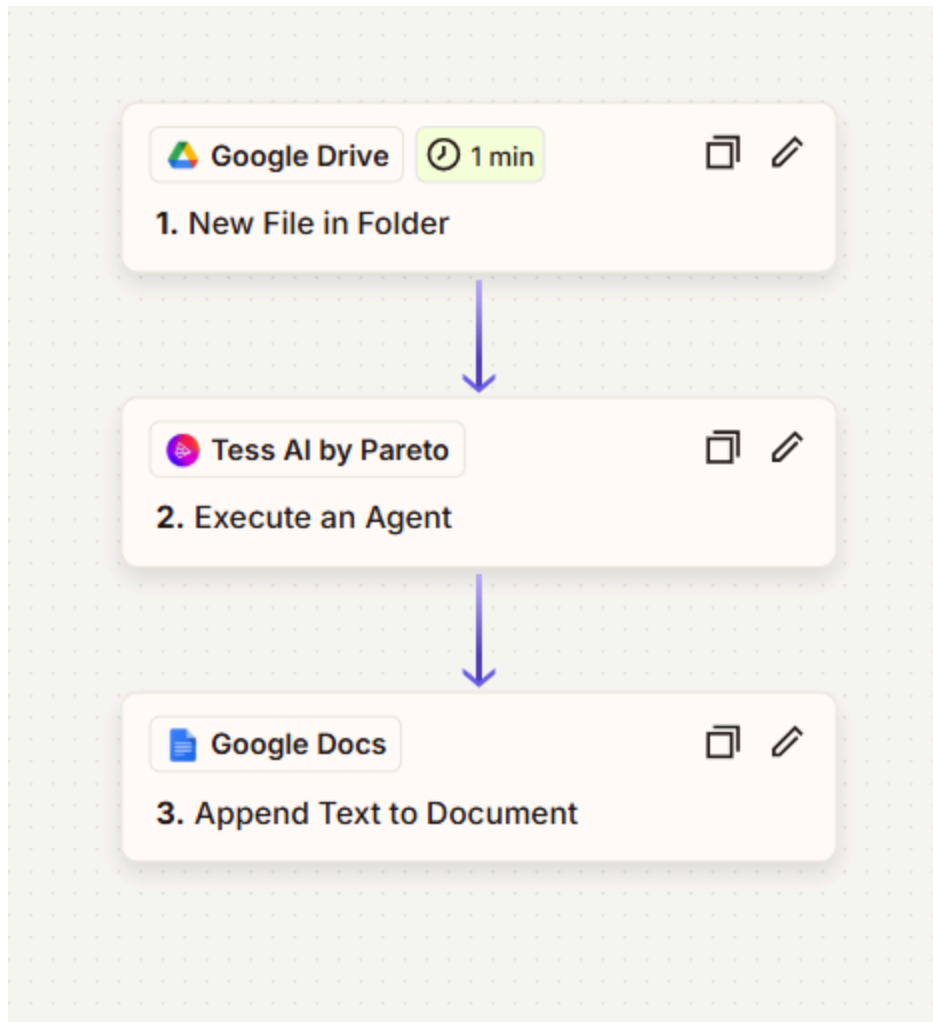 Google Drive 1 min
1. New File in Folder
Tess AI by Pareto
2. Execute an Agent
Google Docs
3. Append Text to Document